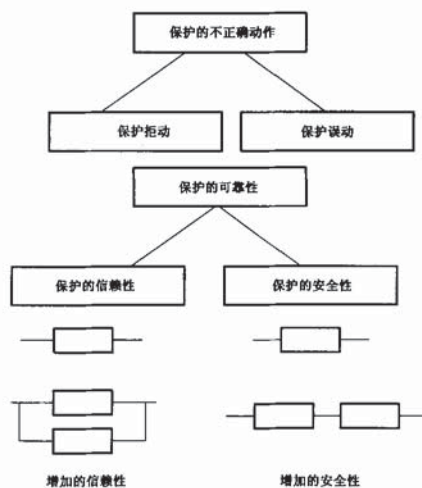 保护的不正确动作
保护拒动
保护误动
保护的可靠性
保护的信赖性
保护的安全性
增加的信赖性
增加的安全性